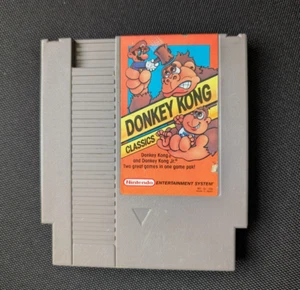 DONKEY KONG
CLASSICS
Donkey Kong
and Donkey Kong Jr.
Two great games in one game pak!
Nintendo ENTERTAINMENT SYSTEM